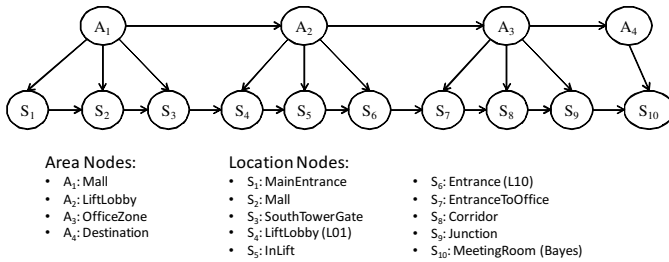 A₁ A₂ A₃ A₄
S₁ S₂ S₃ S₄ S₅ S₆ S₇ S₈ S₉ S₁₀
Area Nodes:
• A₁: Mall
• A₂: LiftLobby
• A₃: OfficeZone
• A₄: Destination
Location Nodes:
• S₁: MainEntrance
• S₂: Mall
• S₃: SouthTowerGate
• S₄: LiftLobby (L01)
• S₅: InLift
• S₆: Entrance (L10)
• S₇: EntranceToOffice
• S₈: Corridor
• S₉: Junction
• S₁₀: MeetingRoom (Bayes)